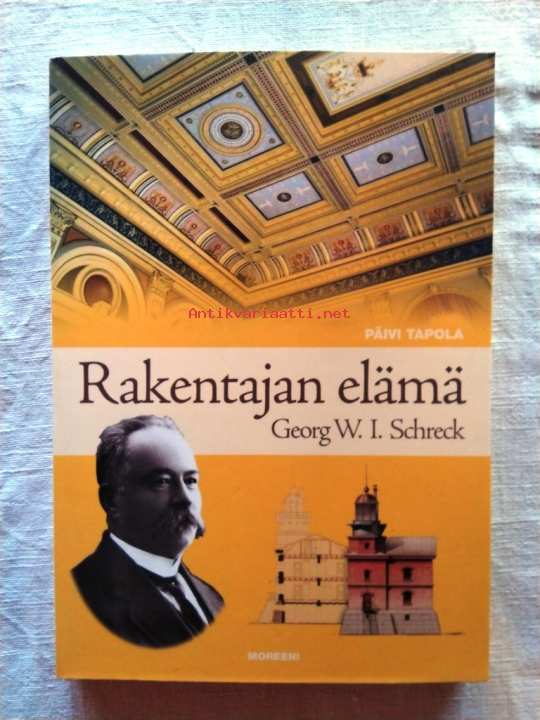 Antikvariaatti.net
PÄIVI TAPOLA
Rakentajan elämä
Georg W. I. Schreck
MOREENI